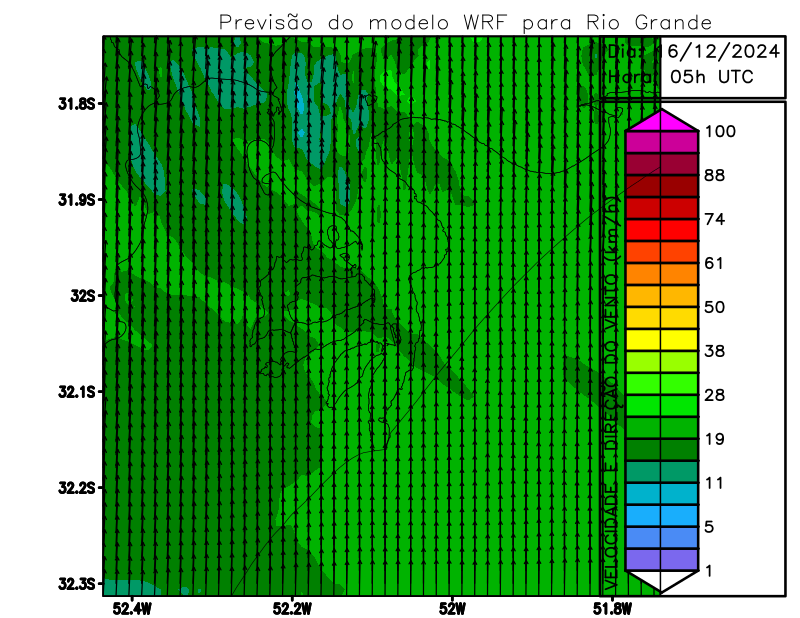 Previsão do modelo WRF para Rio Grande
Dia: 16/12/2024
Hora: 05h UTC
31.8S
31.9S
32S
32.1S
32.2S
32.3S
52.4W
52.2W
52W
51.8W
VELOCIDADE E DIREÇÃO DO VENTO (km/h)
100
88
74
61
50
38
28
19
11
5
1